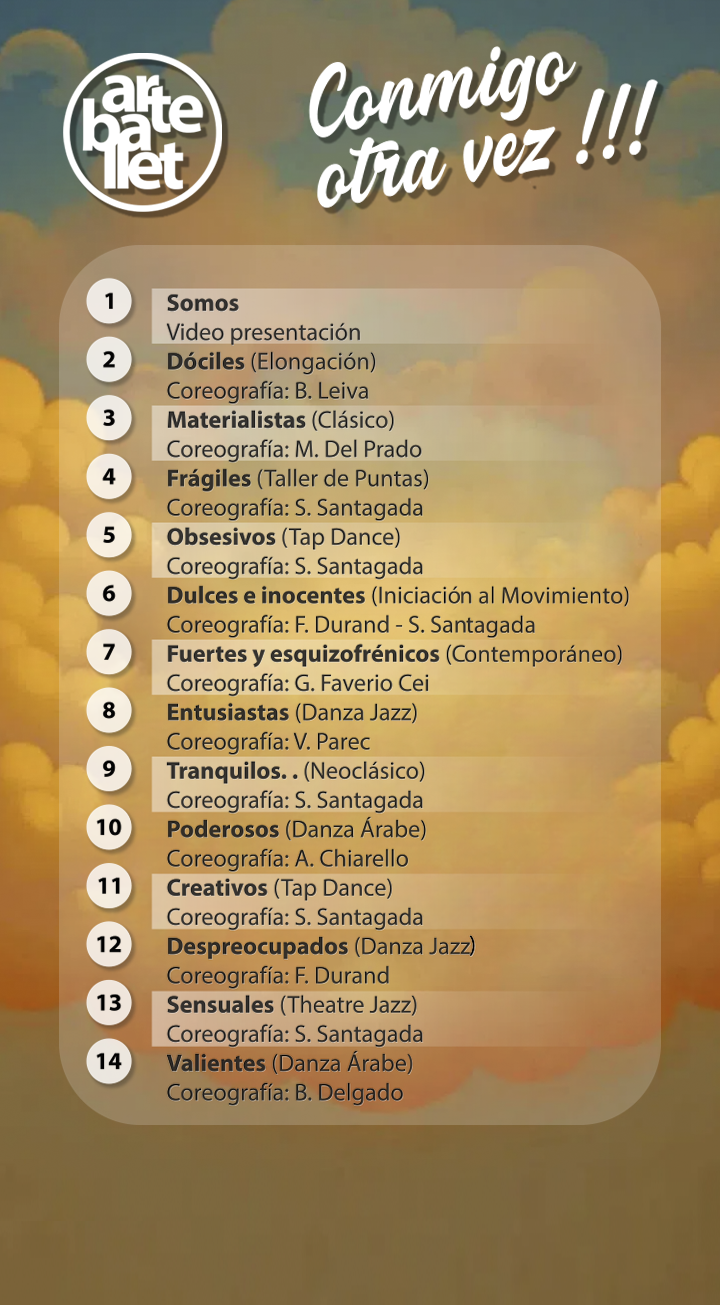 arte
ba
llet
Conmigo
otra vez !!!
1
Somos
Video presentación
2
Dóciles (Elongación)
Coreografía: B. Leiva
3
Materialistas (Clásico)
Coreografía: M. Del Prado
4
Frágiles (Taller de Puntas)
Coreografía: S. Santagada
5
Obsesivos (Tap Dance)
Coreografía: S. Santagada
6
Dulces e inocentes (Iniciación al Movimiento)
Coreografía: F. Durand - S. Santagada
7
Fuertes y esquizofrénicos (Contemporáneo)
Coreografía: G. Faverio Cei
8
Entusiastas (Danza Jazz)
Coreografía: V. Parec
9
Tranquilos. . (Neoclásico)
Coreografía: S. Santagada
10
Poderosos (Danza Árabe)
Coreografía: A. Chiarello
11
Creativos (Tap Dance)
Coreografía: S. Santagada
12
Despreocupados (Danza Jazz)
Coreografía: F. Durand
13
Sensuales (Theatre Jazz)
Coreografía: S. Santagada
14
Valientes (Danza Árabe)
Coreografía: B. Delgado